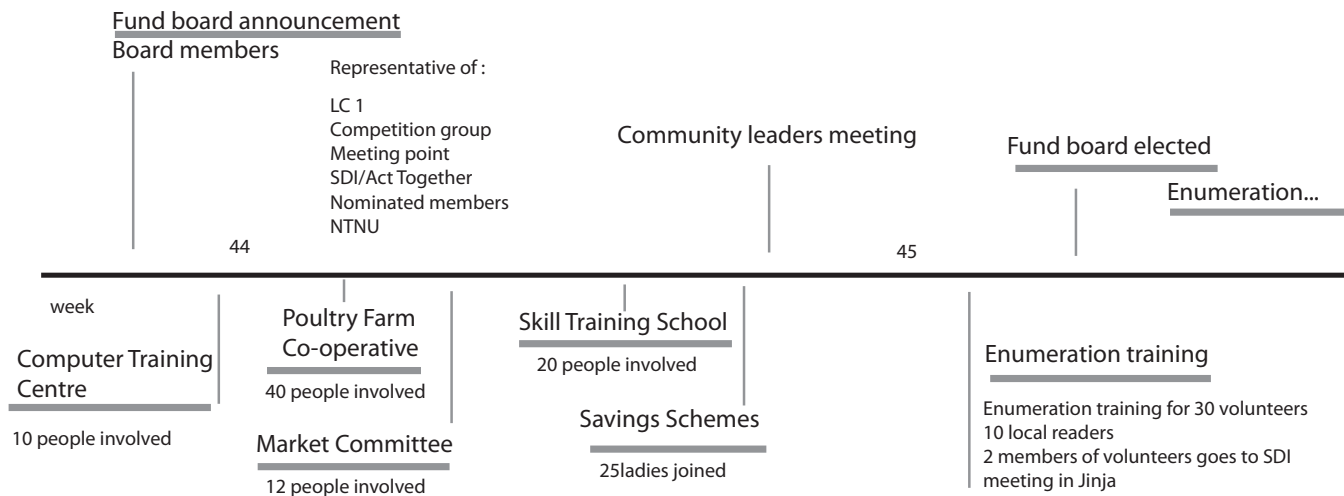 Fund board announcement
Board members
Representative of :
LC 1
Competition group
Meeting point
SDI/Act Together
Nominated members
NTNU
Community leaders meeting
Fund board elected
Enumeration...
44
45
week
Computer Training
Centre
10 people involved
Poultry Farm
Co-operative
40 people involved
Market Committee
12 people involved
Skill Training School
20 people involved
Savings Schemes
25ladies joined
Enumeration training
Enumeration training for 30 volunteers
10 local readers
2 members of volunteers goes to SDI
meeting in Jinja